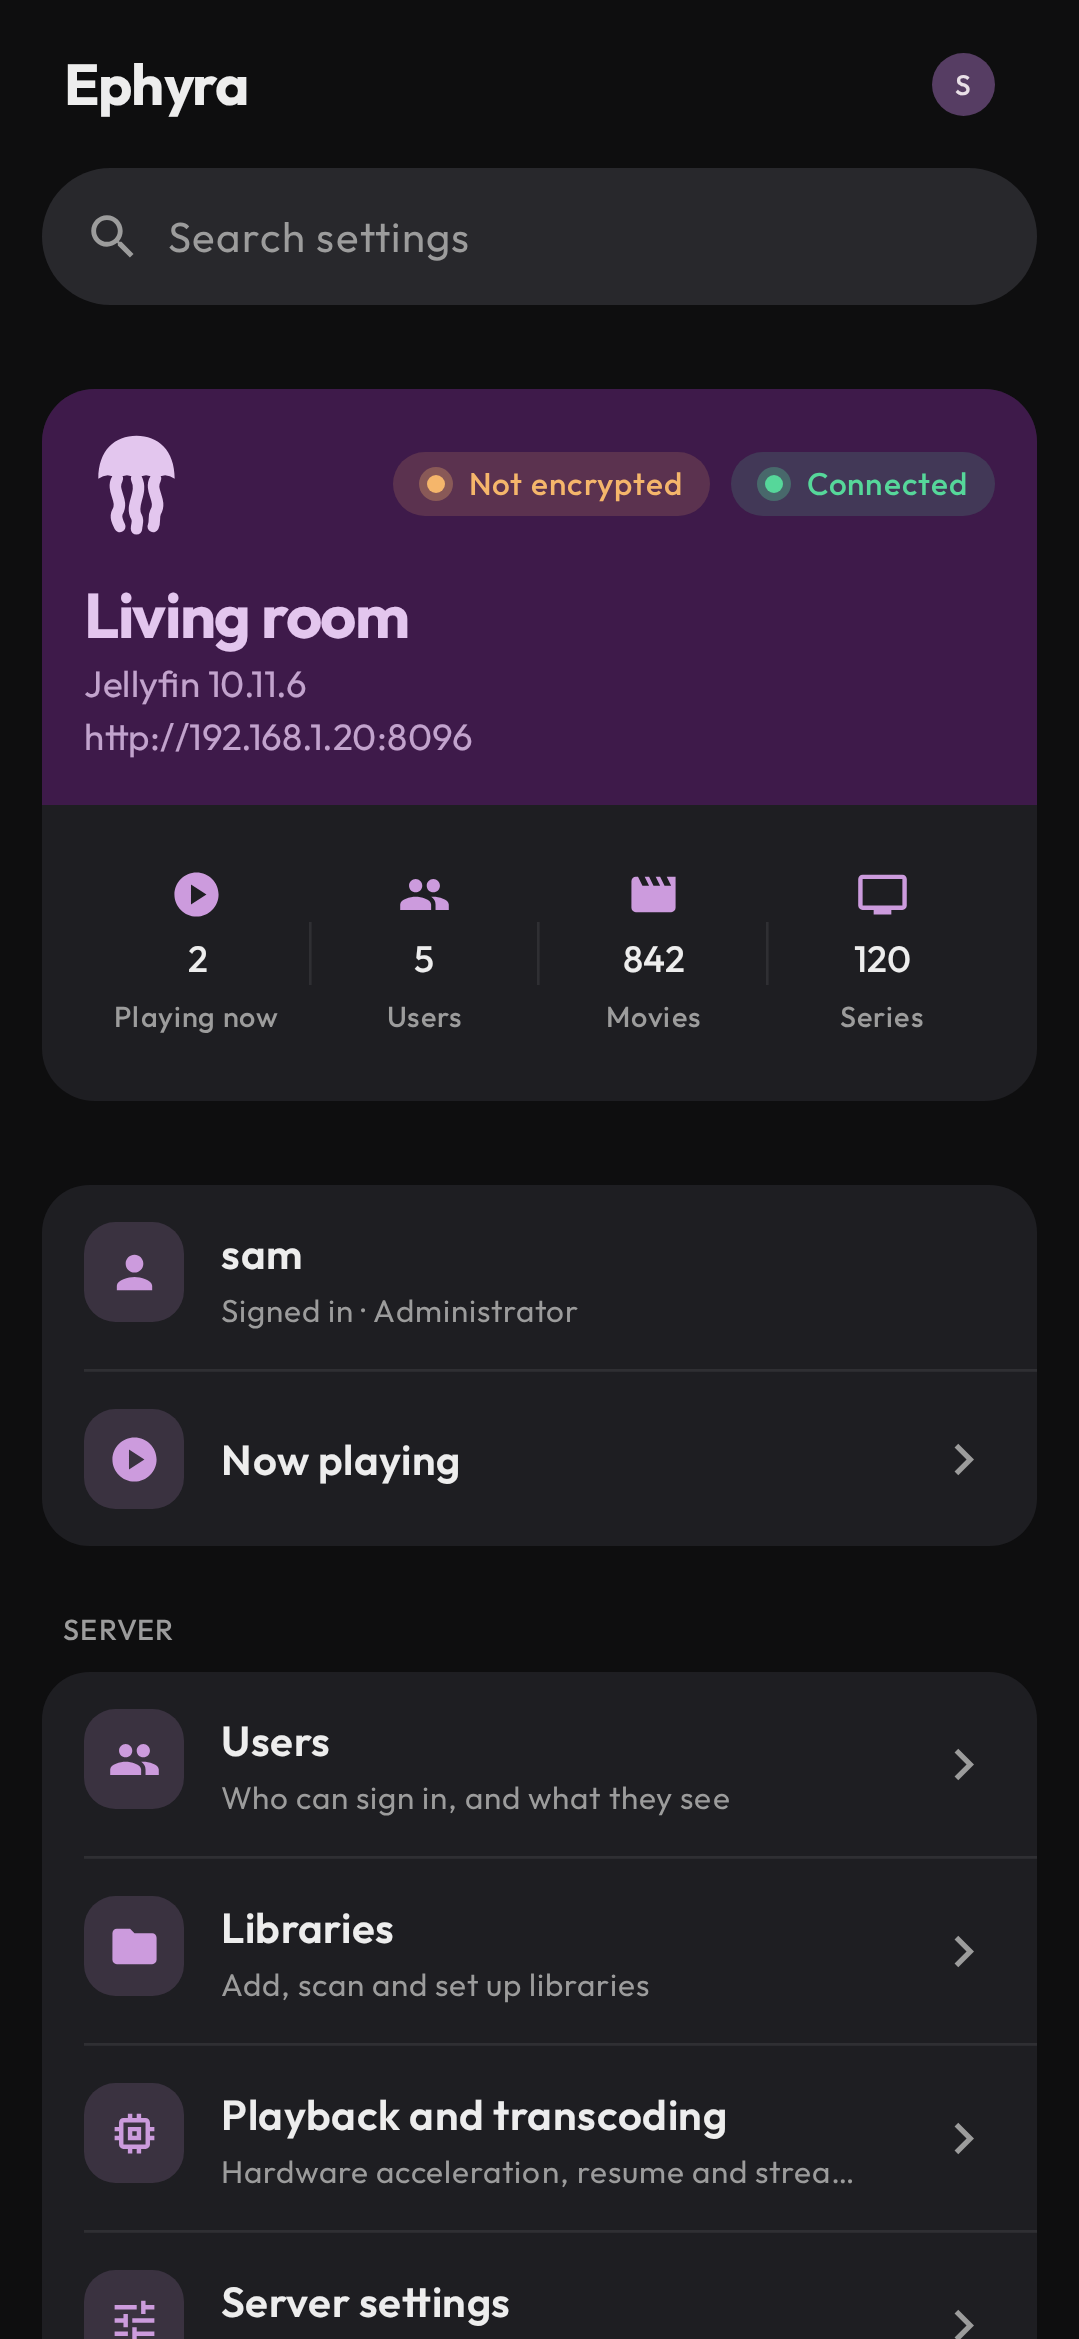 Ephyra
S
Search settings
Not encrypted
Connected
Living room
Jellyfin 10.11.6
http://192.168.1.20:8096
2
5
842
120
Playing now
Users
Movies
Series
sam
Signed in · Administrator
Now playing
SERVER
Users
Who can sign in, and what they see
Libraries
Add, scan and set up libraries
Playback and transcoding
Hardware acceleration, resume and strea...
Server settings